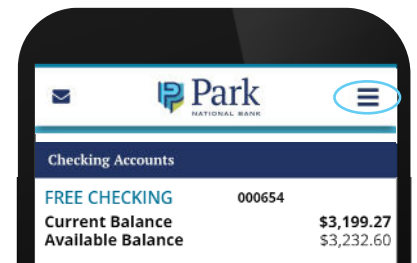 Park
NATIONAL BANK
Checking Accounts
FREE CHECKING 000654
Current Balance $3,199.27
Available Balance $3,232.60